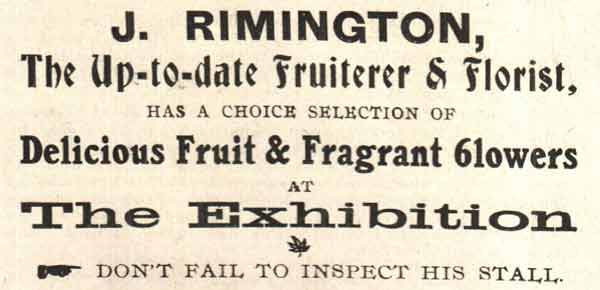 J. RIMINGTON,
The Up-to-date Fruiterer & Florist,
HAS A CHOICE SELECTION OF
Delicious Fruit & Fragrant 6lowers
AT
The Exhibition
DON'T FAIL TO INSPECT HIS STALL.